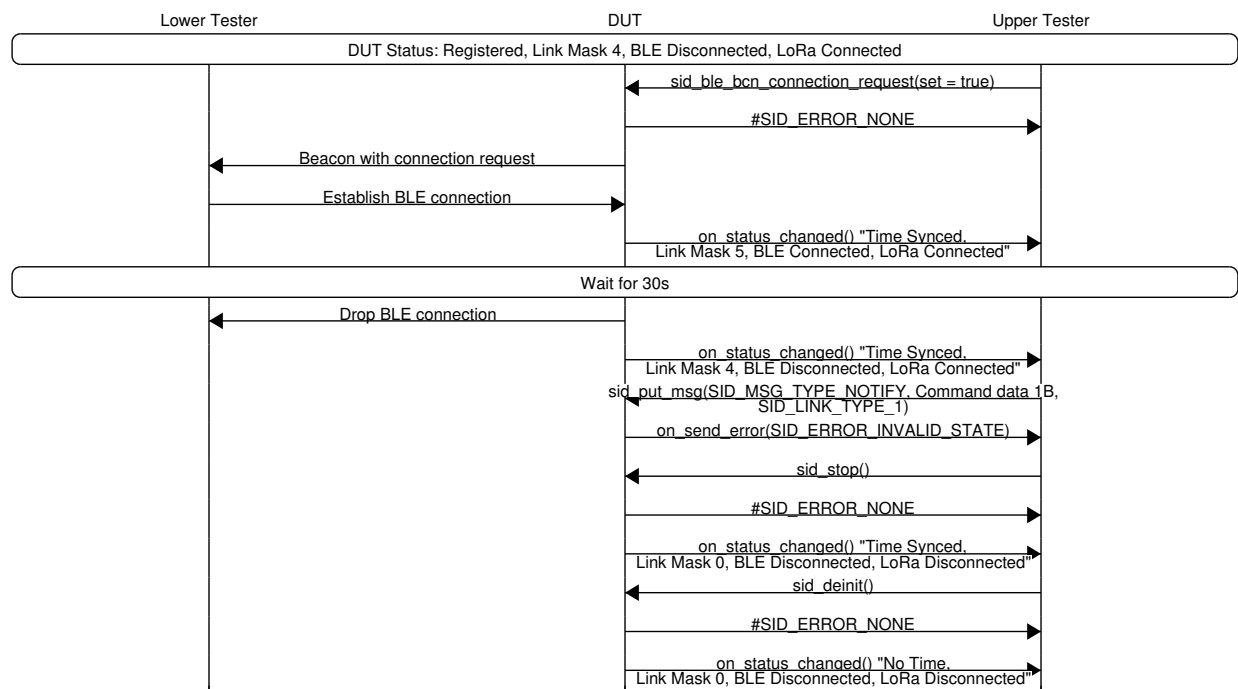 Lower Tester
DUT
Upper Tester
DUT Status: Registered, Link Mask 4, BLE Disconnected, LoRa Connected
sid_ble_bcn_connection_request(set = true)
#SID_ERROR_NONE
Beacon with connection request
Establish BLE connection
on_status_changed() "Time Synced,
Link Mask 5, BLE Connected, LoRa Connected"
Wait for 30s
Drop BLE connection
on_status_changed() "Time Synced,
Link Mask 4, BLE Disconnected, LoRa Connected"
sid_put_msg(SID_MSG_TYPE_NOTIFY, Command data 1B,
SID_LINK_TYPE_1)
on_send_error(SID_ERROR_INVALID_STATE)
sid_stop()
#SID_ERROR_NONE
on_status_changed() "Time Synced,
Link Mask 0, BLE Disconnected, LoRa Disconnected"
sid_deinit()
#SID_ERROR_NONE
on_status_changed() "No Time,
Link Mask 0, BLE Disconnected, LoRa Disconnected"